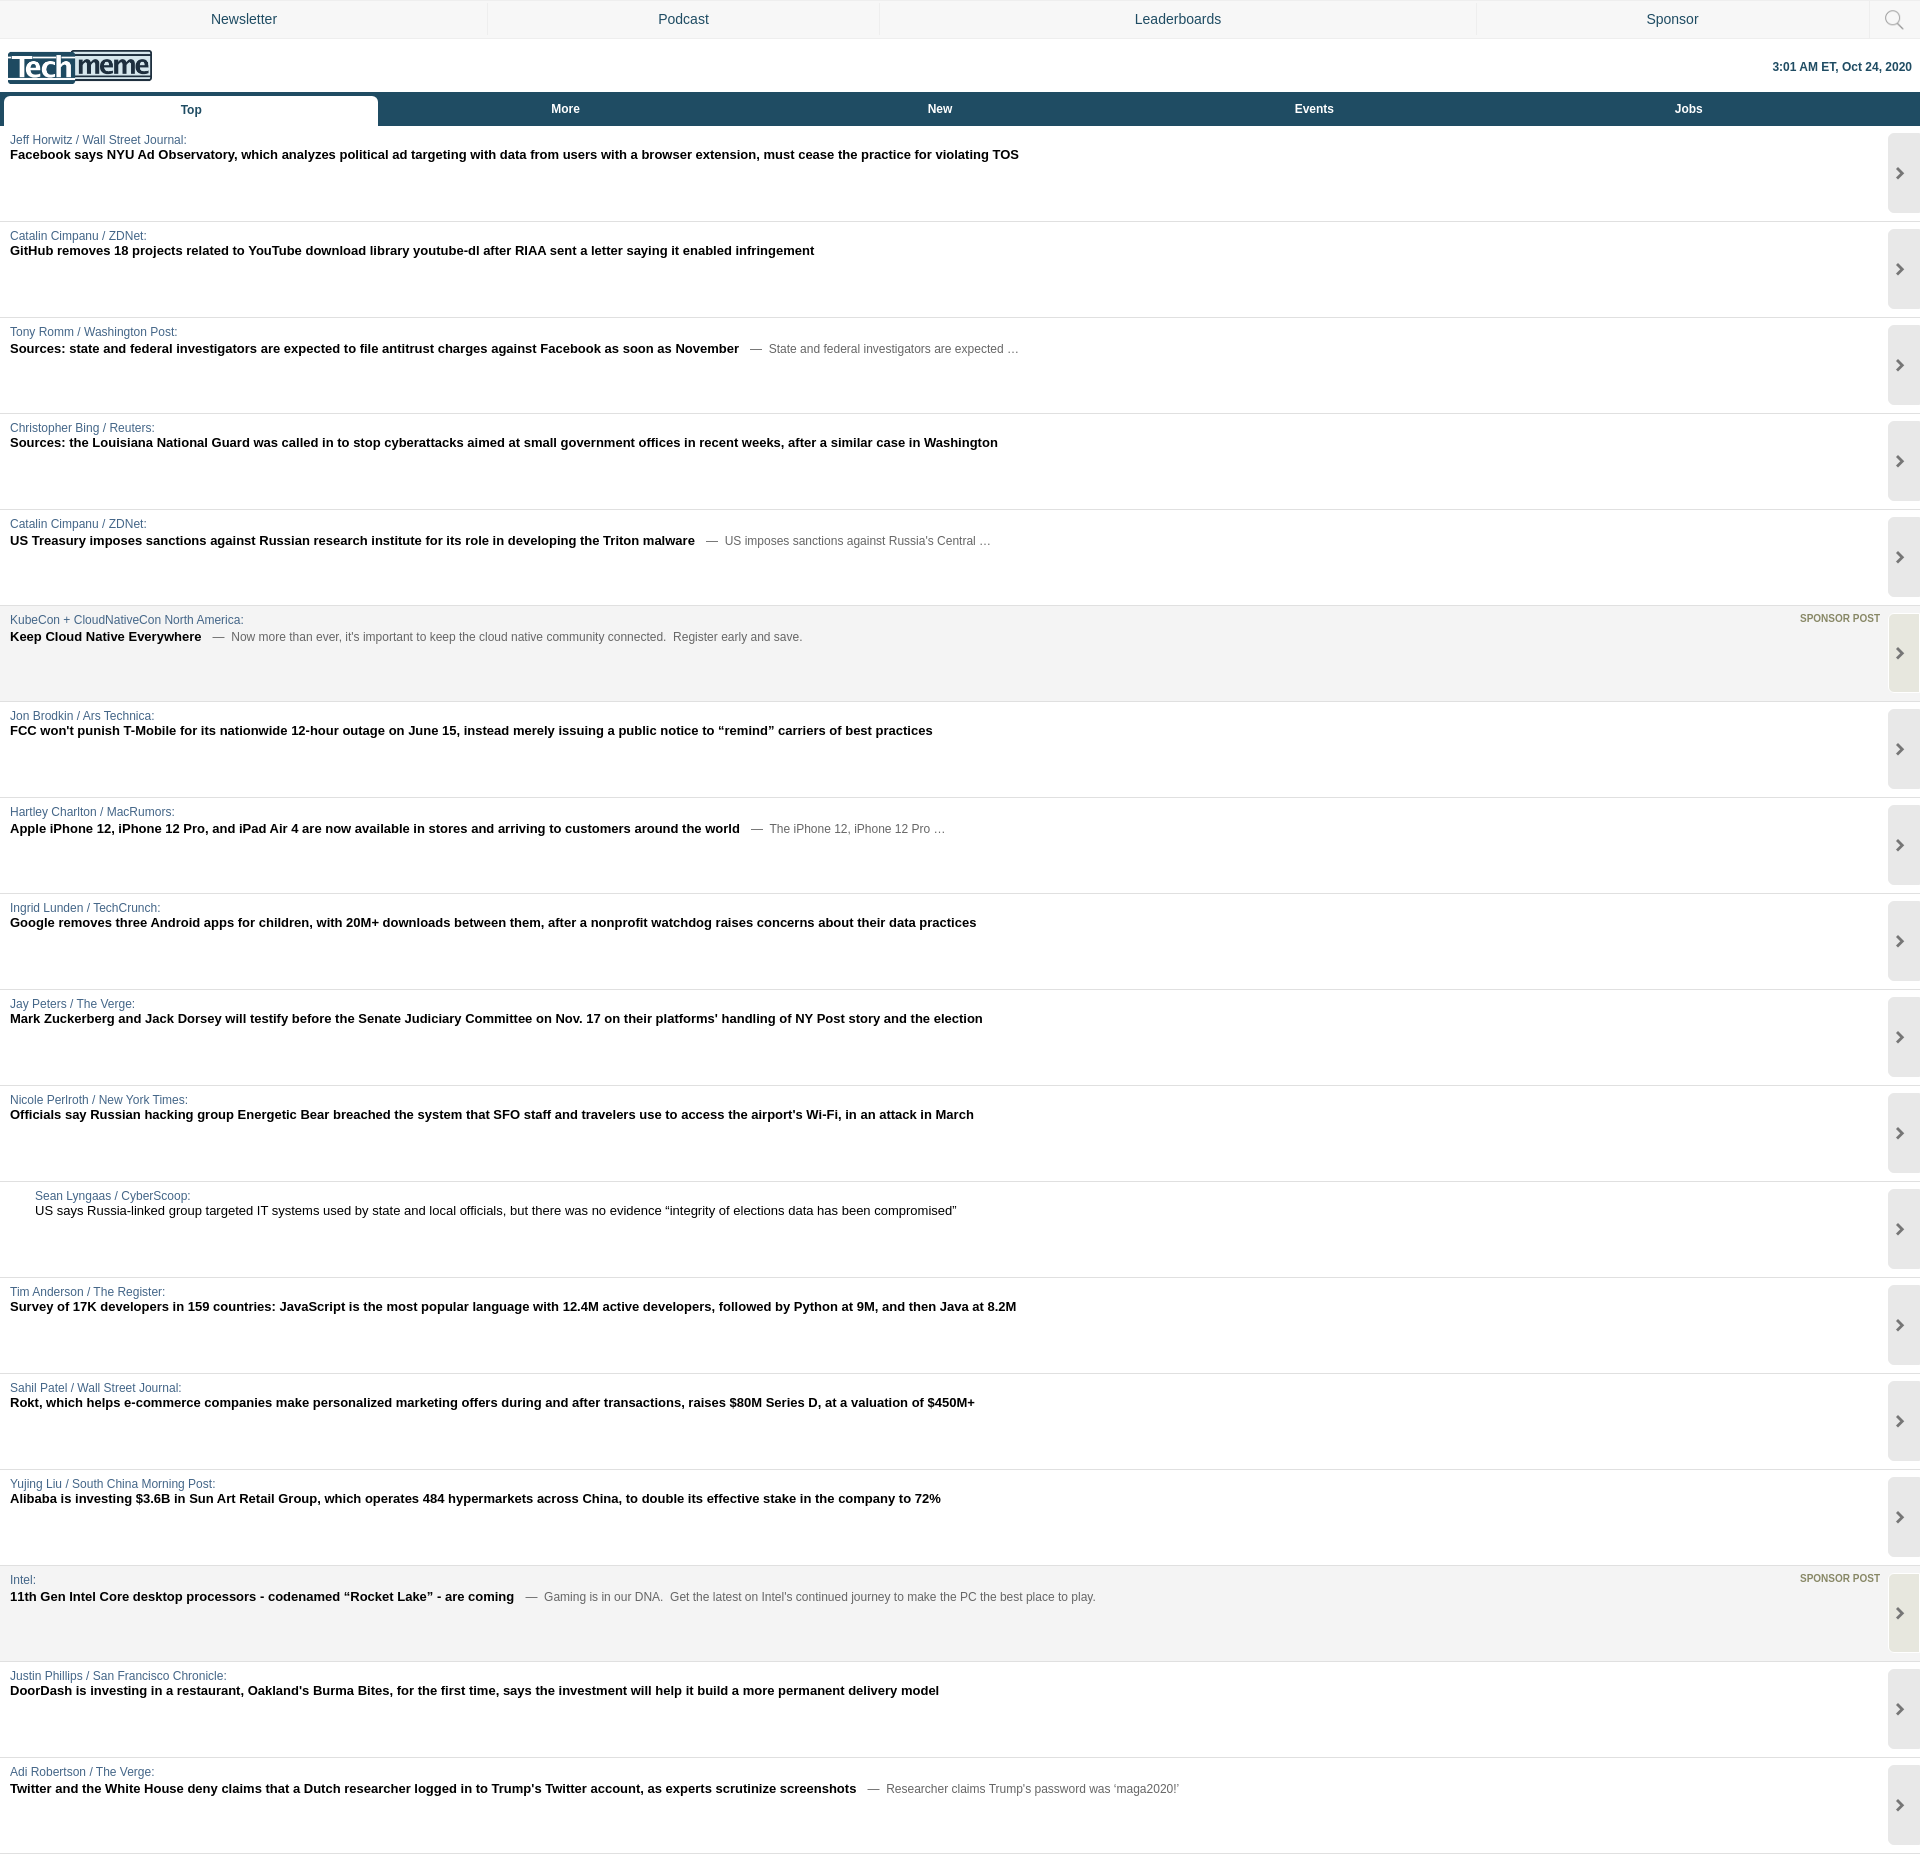 Newsletter
Podcast
Leaderboards
Sponsor
Techmeme
3:01 AM ET, Oct 24, 2020
Top
More
New
Events
Jobs
Jeff Horwitz / Wall Street Journal:
Facebook says NYU Ad Observatory, which analyzes political ad targeting with data from users with a browser extension, must cease the practice for violating TOS
Catalin Cimpanu / ZDNet:
GitHub removes 18 projects related to YouTube download library youtube-dl after RIAA sent a letter saying it enabled infringement
Tony Romm / Washington Post:
Sources: state and federal investigators are expected to file antitrust charges against Facebook as soon as November — State and federal investigators are expected …
Christopher Bing / Reuters:
Sources: the Louisiana National Guard was called in to stop cyberattacks aimed at small government offices in recent weeks, after a similar case in Washington
Catalin Cimpanu / ZDNet:
US Treasury imposes sanctions against Russian research institute for its role in developing the Triton malware — US imposes sanctions against Russia's Central …
KubeCon + CloudNativeCon North America:
SPONSOR POST
Keep Cloud Native Everywhere — Now more than ever, it's important to keep the cloud native community connected. Register early and save.
Jon Brodkin / Ars Technica:
FCC won't punish T-Mobile for its nationwide 12-hour outage on June 15, instead merely issuing a public notice to “remind” carriers of best practices
Hartley Charlton / MacRumors:
Apple iPhone 12, iPhone 12 Pro, and iPad Air 4 are now available in stores and arriving to customers around the world — The iPhone 12, iPhone 12 Pro …
Ingrid Lunden / TechCrunch:
Google removes three Android apps for children, with 20M+ downloads between them, after a nonprofit watchdog raises concerns about their data practices
Jay Peters / The Verge:
Mark Zuckerberg and Jack Dorsey will testify before the Senate Judiciary Committee on Nov. 17 on their platforms' handling of NY Post story and the election
Nicole Perlroth / New York Times:
Officials say Russian hacking group Energetic Bear breached the system that SFO staff and travelers use to access the airport's Wi-Fi, in an attack in March
Sean Lyngaas / CyberScoop:
US says Russia-linked group targeted IT systems used by state and local officials, but there was no evidence “integrity of elections data has been compromised”
Tim Anderson / The Register:
Survey of 17K developers in 159 countries: JavaScript is the most popular language with 12.4M active developers, followed by Python at 9M, and then Java at 8.2M
Sahil Patel / Wall Street Journal:
Rokt, which helps e-commerce companies make personalized marketing offers during and after transactions, raises $80M Series D, at a valuation of $450M+
Yujing Liu / South China Morning Post:
Alibaba is investing $3.6B in Sun Art Retail Group, which operates 484 hypermarkets across China, to double its effective stake in the company to 72%
Intel:
SPONSOR POST
11th Gen Intel Core desktop processors - codenamed “Rocket Lake” - are coming — Gaming is in our DNA. Get the latest on Intel's continued journey to make the PC the best place to play.
Justin Phillips / San Francisco Chronicle:
DoorDash is investing in a restaurant, Oakland's Burma Bites, for the first time, says the investment will help it build a more permanent delivery model
Adi Robertson / The Verge:
Twitter and the White House deny claims that a Dutch researcher logged in to Trump's Twitter account, as experts scrutinize screenshots — Researcher claims Trump's password was ‘maga2020!’